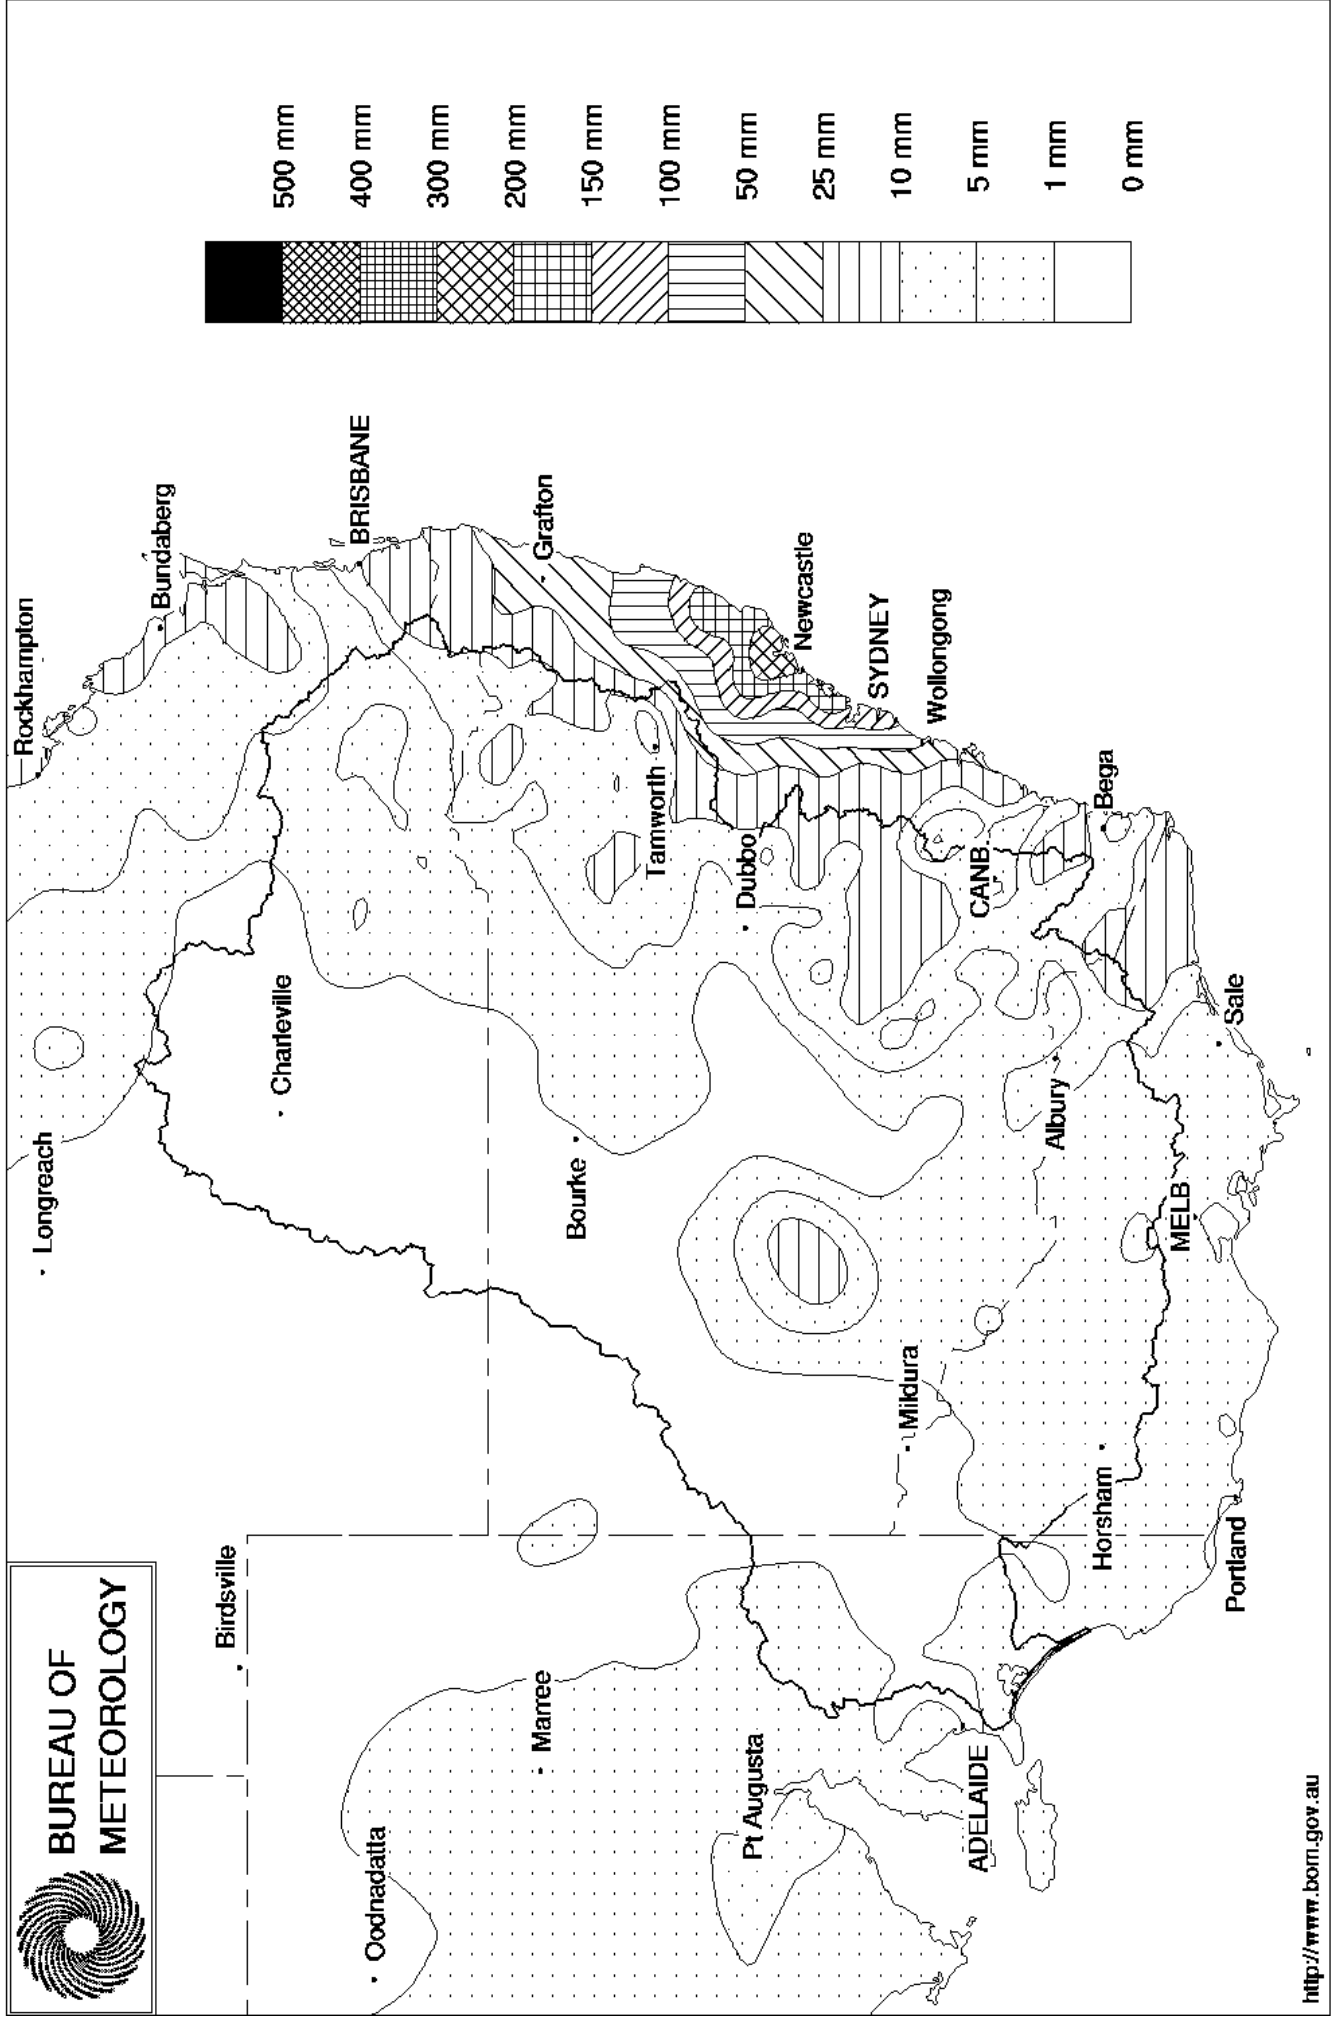 BUREAU OF
METEOROLOGY
Longreach
Rockhampton
Bundaberg
Birdsville
Charleville
BRISBANE
Oodnadatta
Marree
Bourke
Grafton
Tamworth
Pt Augusta
Dubbo
Newcastle
SYDNEY
Mildura
Wollongong
ADELAIDE
CANB.
Albury
Bega
Horsham
MELB
Sale
Portland
500 mm
400 mm
300 mm
200 mm
150 mm
100 mm
50 mm
25 mm
10 mm
5 mm
1 mm
0 mm
http://www.bom.gov.au